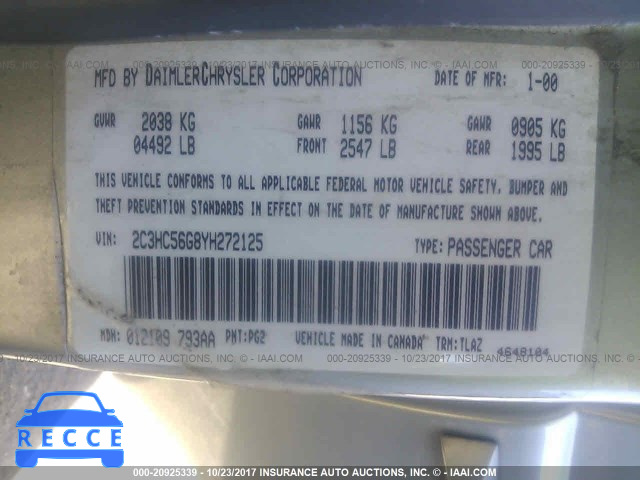 000-20925339 - 10/23/2017 INSURANCE AUTO AUCTIONS, INC. - © IAAI.COM
MFD BY DAIMLERCHRYSLER CORPORATION DATE OF MFR: 1-00
GVWR 2038 KG GAWR 1156 KG GAWR 0905 KG
04492 LB FRONT 2547 LB REAR 1995 LB
THIS VEHICLE CONFORMS TO ALL APPLICABLE FEDERAL MOTOR VEHICLE SAFETY, BUMPER AND
THEFT PREVENTION STANDARDS IN EFFECT ON THE DATE OF MANUFACTURE SHOWN ABOVE.
VIN: 2C3HC56G8YH272125 TYPE: PASSENGER CAR
MDH: 012109 793AA PNT: PG2 VEHICLE MADE IN CANADA TRM: TLAZ 4648104
RECCE
000-20925339 - 10/23/2017 INSURANCE AUTO AUCTIONS, INC. - © IAAI.COM